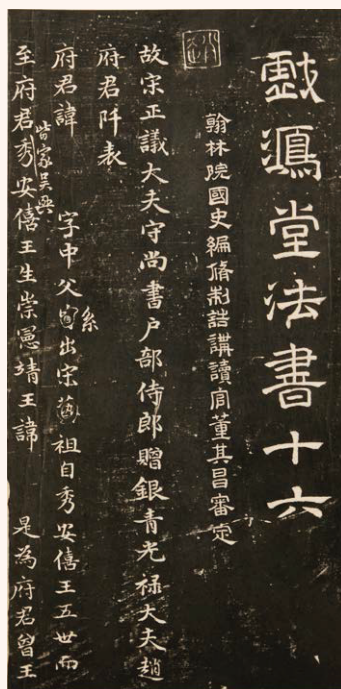 戲鴻堂法書十六
翰林院國史編脩制誥講讀官董其昌審定
故宋正議大夫守尚書户部侍郎贈銀青光禄大夫趙
府君阡表
府君諱 字中父系出宋祖自秀安僖王五世而
皆家吳興
至府君秀安僖王生崇憲靖王諱 是為府君曾王